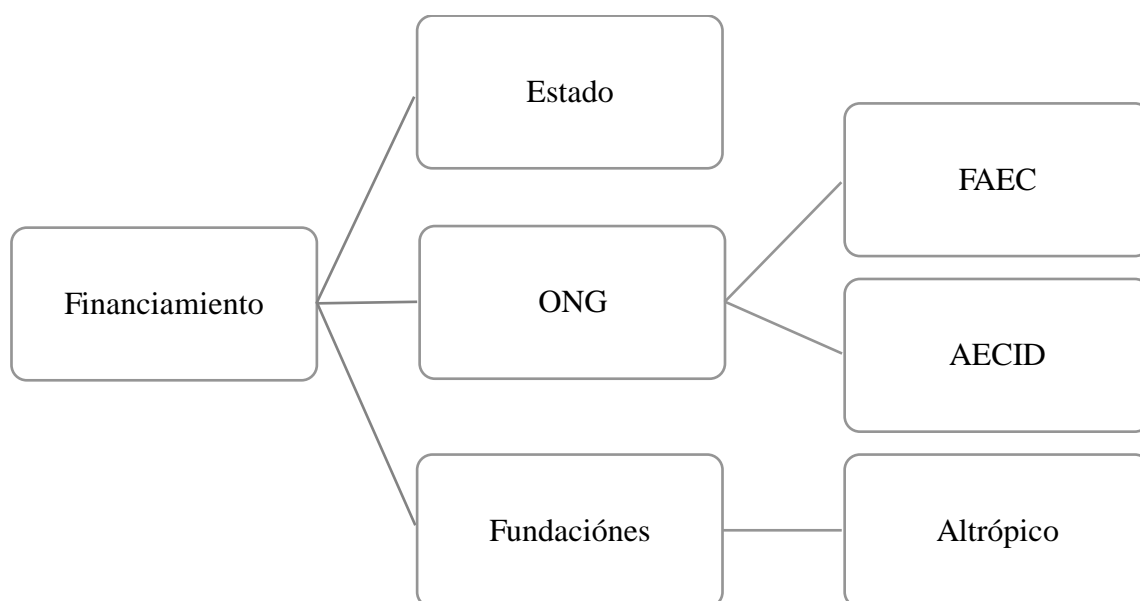 Financiamiento
Estado
ONG
FAEC
AECID
Fundaciónes
Altrópico